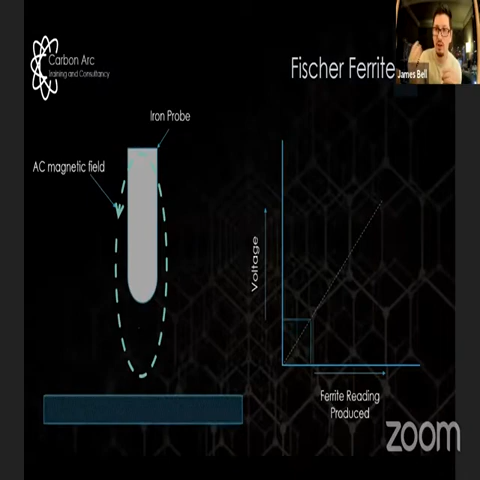 Carbon Arc
Training and Consultancy
Fischer Ferrite
James Bell
Iron Probe
AC magnetic field
Voltage
Ferrite Reading
Produced
zoom